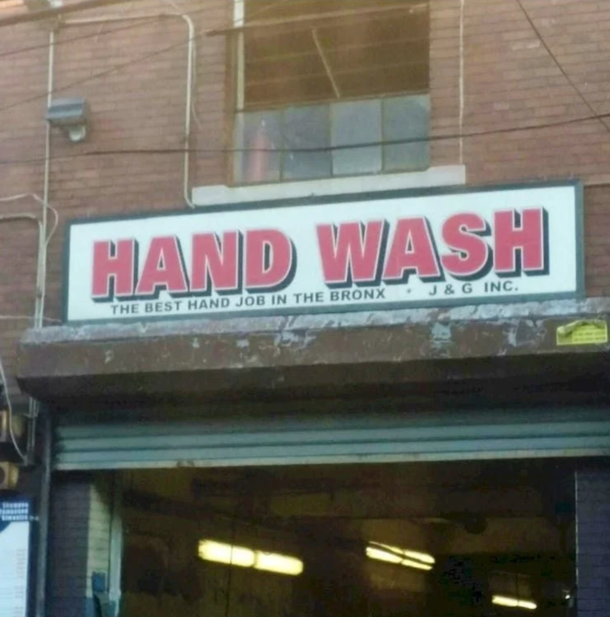 HAND WASH
THE BEST HAND JOB IN THE BRONX • J & G INC.